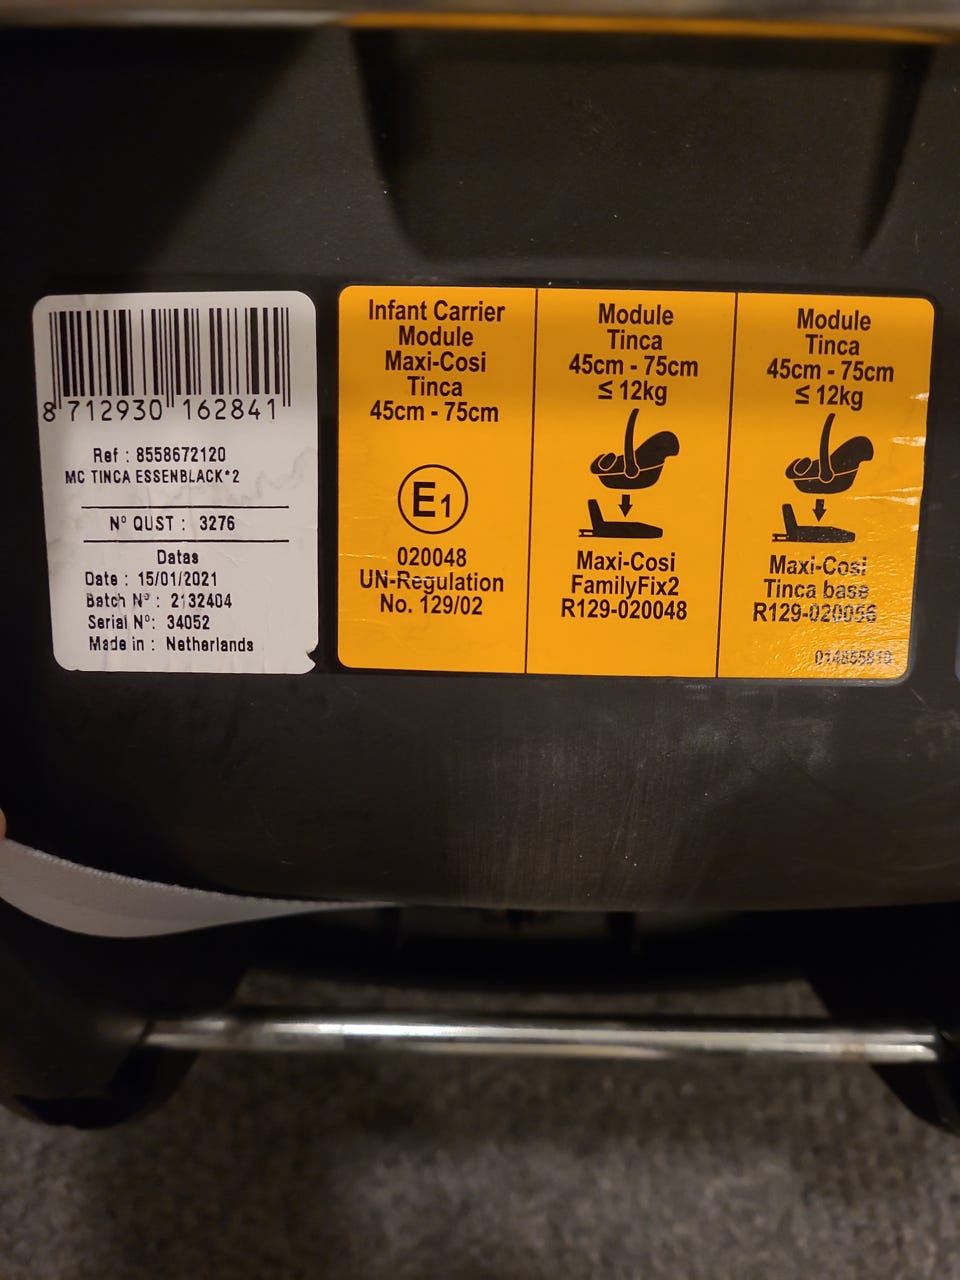 8 712930 162841
Ref : 8558672120
MC TINCA ESSENBLACK*2
N° QUST : 3276
Datas
Date : 15/01/2021
Batch N° : 2132404
Serial N°: 34052
Made in : Netherlands
Infant Carrier
Module
Maxi-Cosi
Tinca
45cm - 75cm
E1
020048
UN-Regulation
No. 129/02
Module
Tinca
45cm - 75cm
≤ 12kg
Maxi-Cosi
FamilyFix2
R129-020048
Module
Tinca
45cm - 75cm
≤ 12kg
Maxi-Cosi
Tinca base
R129-020056